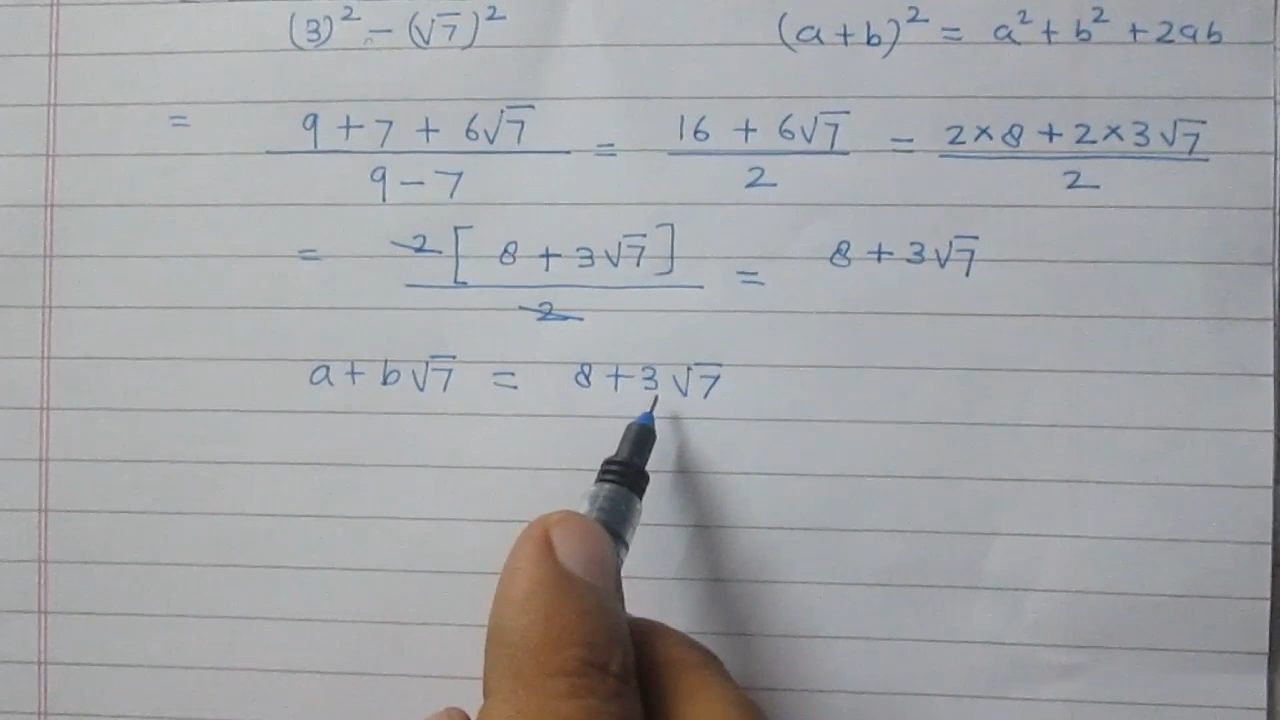 (3)² - (√7)² (a+b)² = a² + b² + 2ab
= 9 + 7 + 6√7 / 9 - 7 = 16 + 6√7 / 2 = 2×8 + 2×3√7 / 2
= 2[8 + 3√7] / 2 = 8 + 3√7
a + b√7 = 8 + 3√7